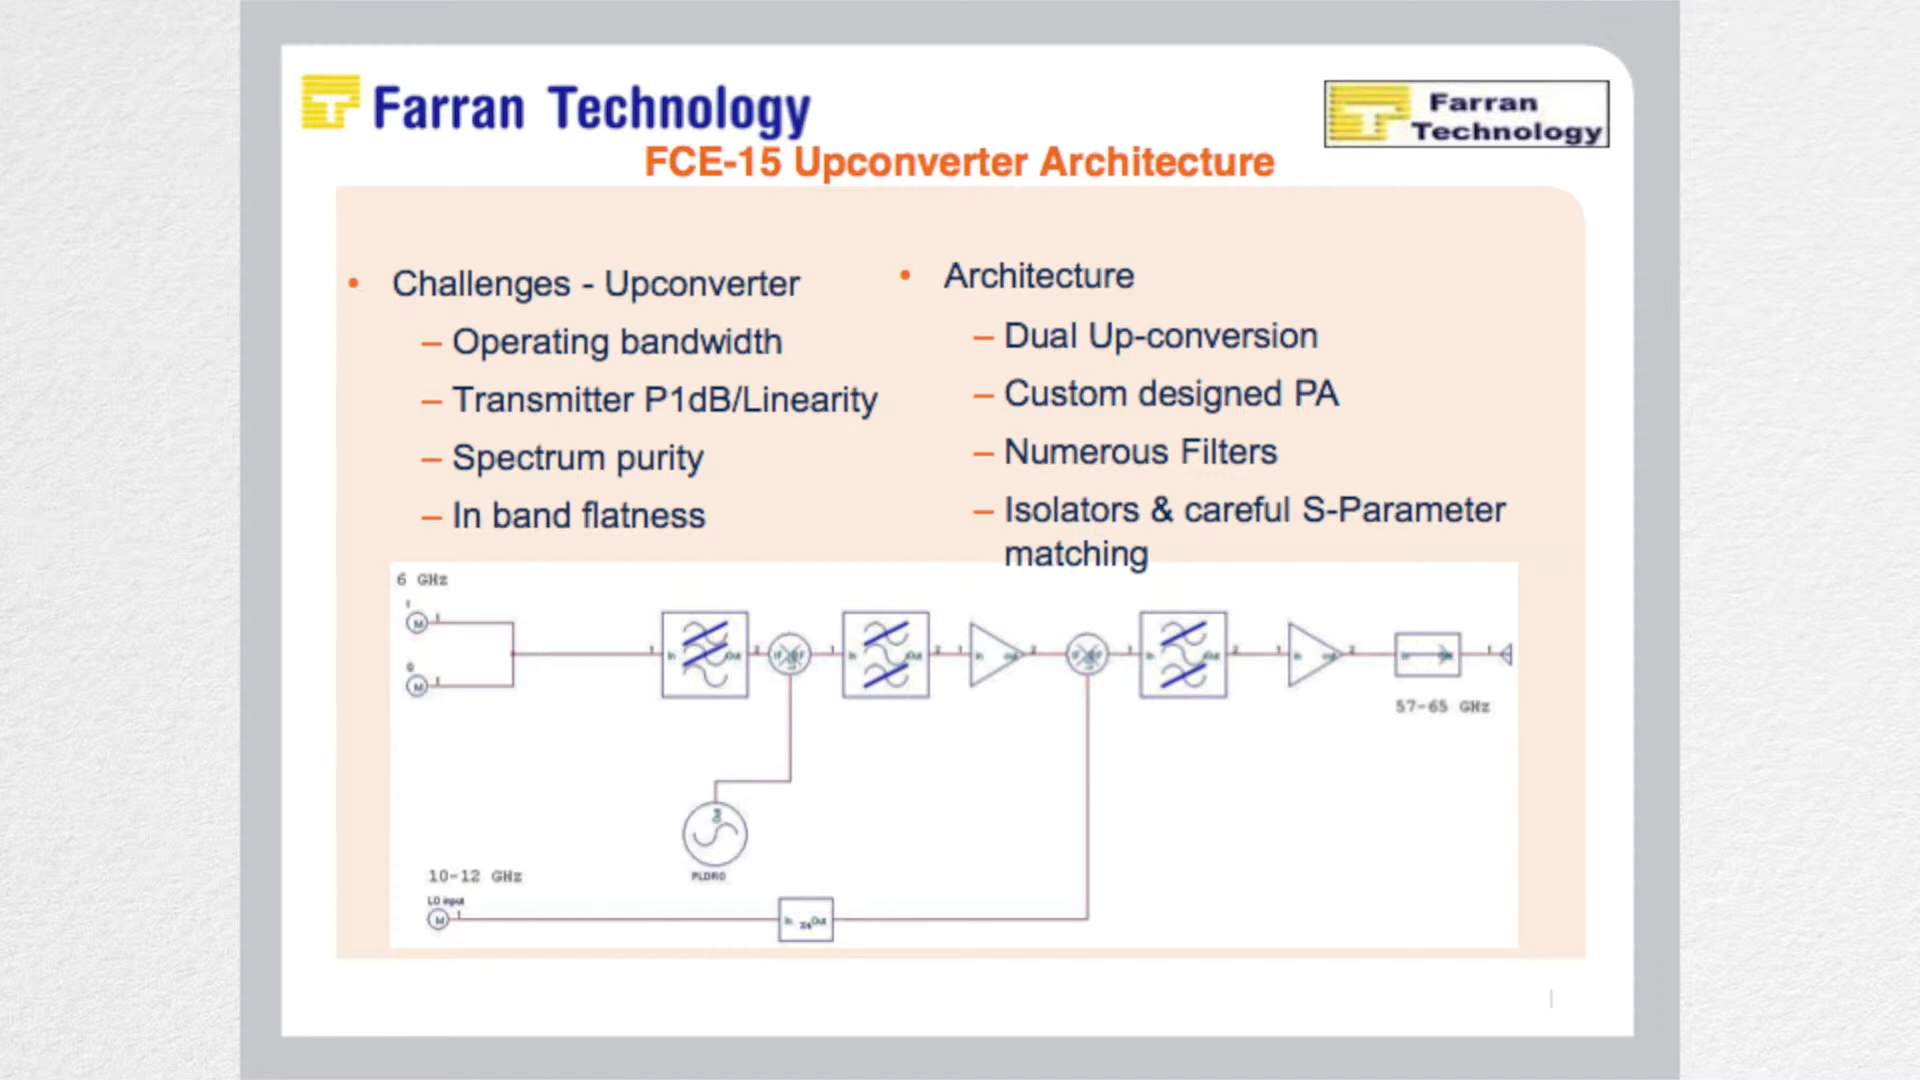 Farran Technology
Farran
Technology
FCE-15 Upconverter Architecture
• Challenges - Upconverter
– Operating bandwidth
– Transmitter P1dB/Linearity
– Spectrum purity
– In band flatness
• Architecture
– Dual Up-conversion
– Custom designed PA
– Numerous Filters
– Isolators & careful S-Parameter
matching
6 GHz
57-65 GHz
PLDRO
10-12 GHz
LO input